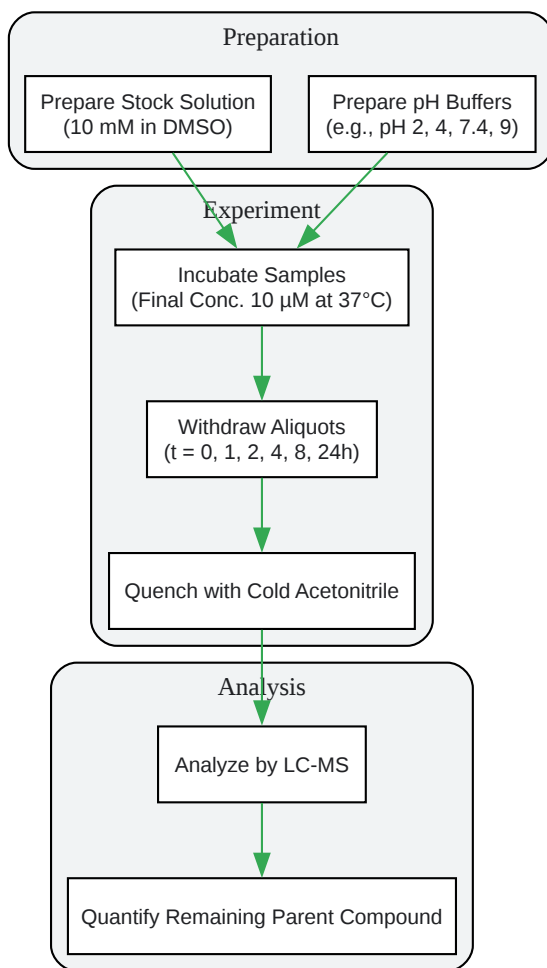 Preparation
Prepare Stock Solution
(10 mM in DMSO)
Prepare pH Buffers
(e.g., pH 2, 4, 7.4, 9)
Experiment
Incubate Samples
(Final Conc. 10 µM at 37°C)
Withdraw Aliquots
(t = 0, 1, 2, 4, 8, 24h)
Quench with Cold Acetonitrile
Analysis
Analyze by LC-MS
Quantify Remaining Parent Compound